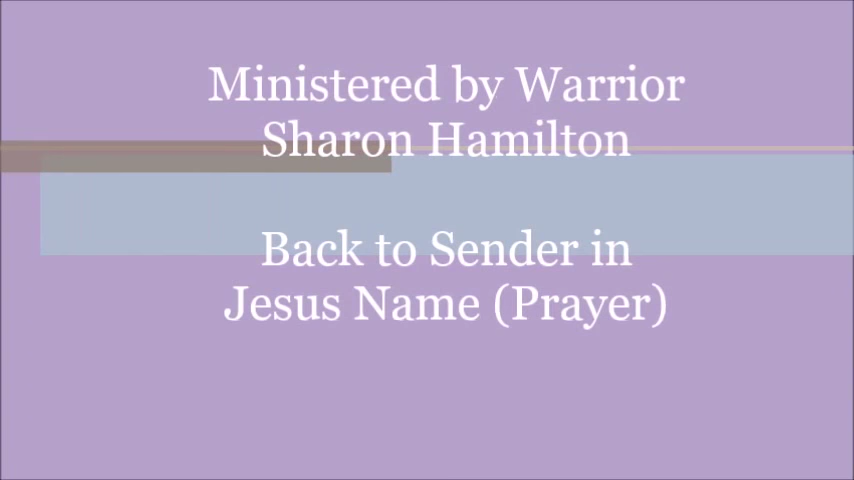 Ministered by Warrior
Sharon Hamilton
Back to Sender in
Jesus Name (Prayer)